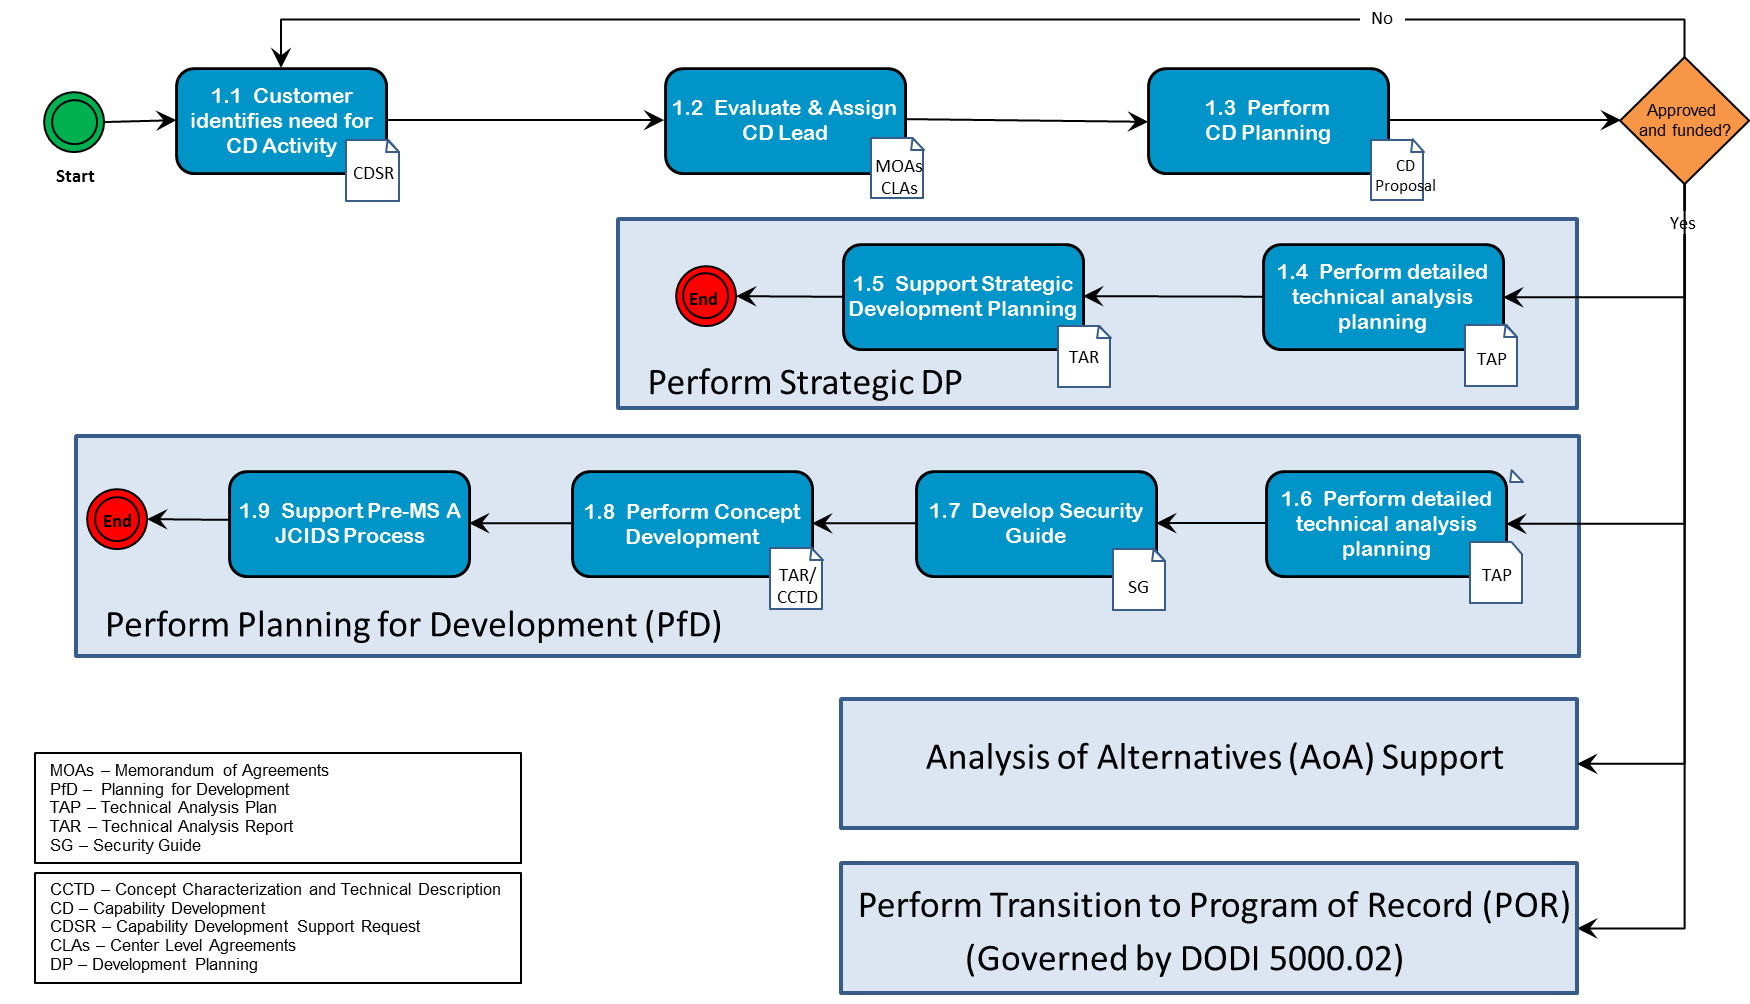 No
1.1 Customer
identifies need for
CD Activity
CDSR
Start
1.2 Evaluate & Assign
CD Lead
MOAs
CLAs
1.3 Perform
CD Planning
CD
Proposal
Approved
and funded?
Yes
End
1.5 Support Strategic
Development Planning
TAR
1.4 Perform detailed
technical analysis
planning
TAP
Perform Strategic DP
End
1.9 Support Pre-MS A
JCIDS Process
1.8 Perform Concept
Development
TAR/
CCTD
1.7 Develop Security
Guide
SG
1.6 Perform detailed
technical analysis
planning
TAP
Perform Planning for Development (PfD)
Analysis of Alternatives (AoA) Support
Perform Transition to Program of Record (POR)
(Governed by DODI 5000.02)
MOAs – Memorandum of Agreements
PfD – Planning for Development
TAP – Technical Analysis Plan
TAR – Technical Analysis Report
SG – Security Guide
CCTD – Concept Characterization and Technical Description
CD – Capability Development
CDSR – Capability Development Support Request
CLAs – Center Level Agreements
DP – Development Planning